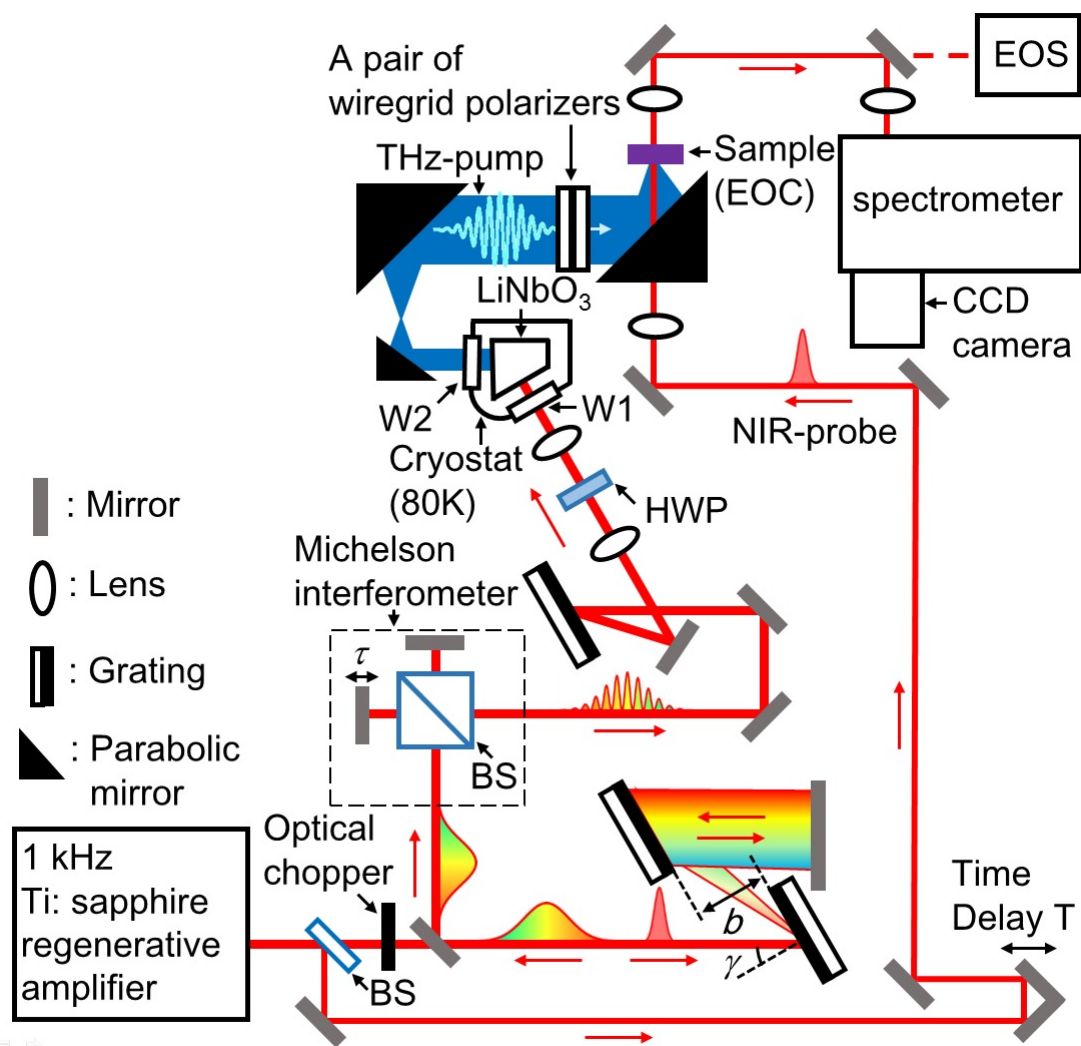 A pair of
wiregrid polarizers
THz-pump
EOS
Sample
(EOC)
spectrometer
LiNbO3
CCD
camera
W2
W1
NIR-probe
Cryostat
(80K)
HWP
: Mirror
: Lens
: Grating
: Parabolic
mirror
Michelson
interferometer
τ
BS
Optical
chopper
1 kHz
Ti: sapphire
regenerative
amplifier
BS
b
γ
Time
Delay T